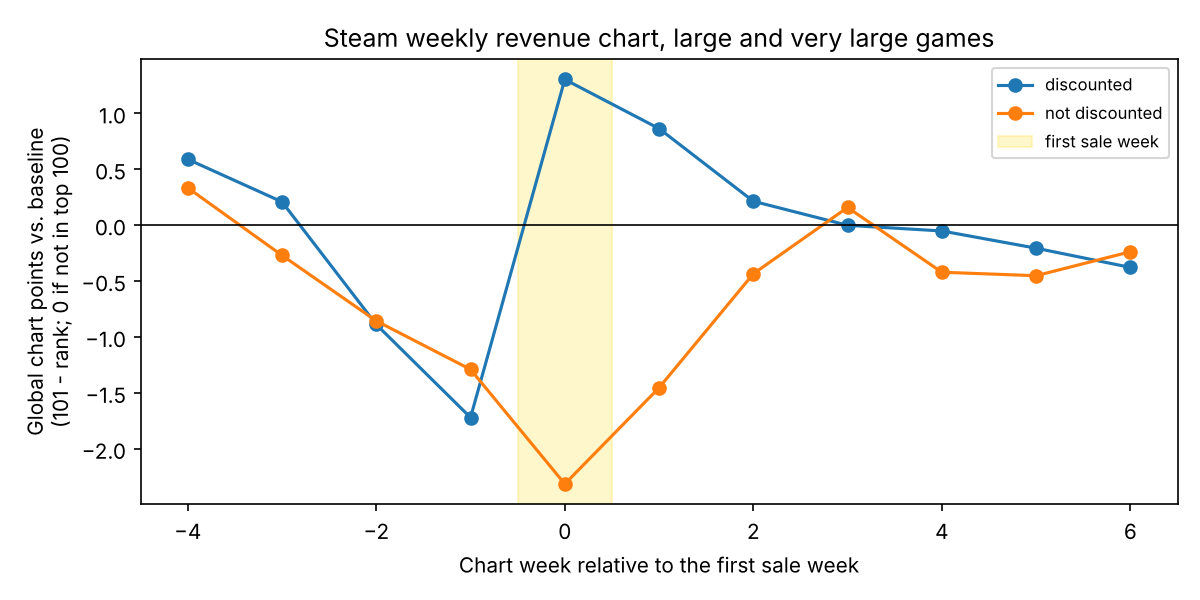 Steam weekly revenue chart, large and very large games
Global chart points vs. baseline
(101 - rank; 0 if not in top 100)
1.0
0.5
0.0
−0.5
−1.0
−1.5
−2.0
discounted
not discounted
first sale week
−4
−2
0
2
4
6
Chart week relative to the first sale week